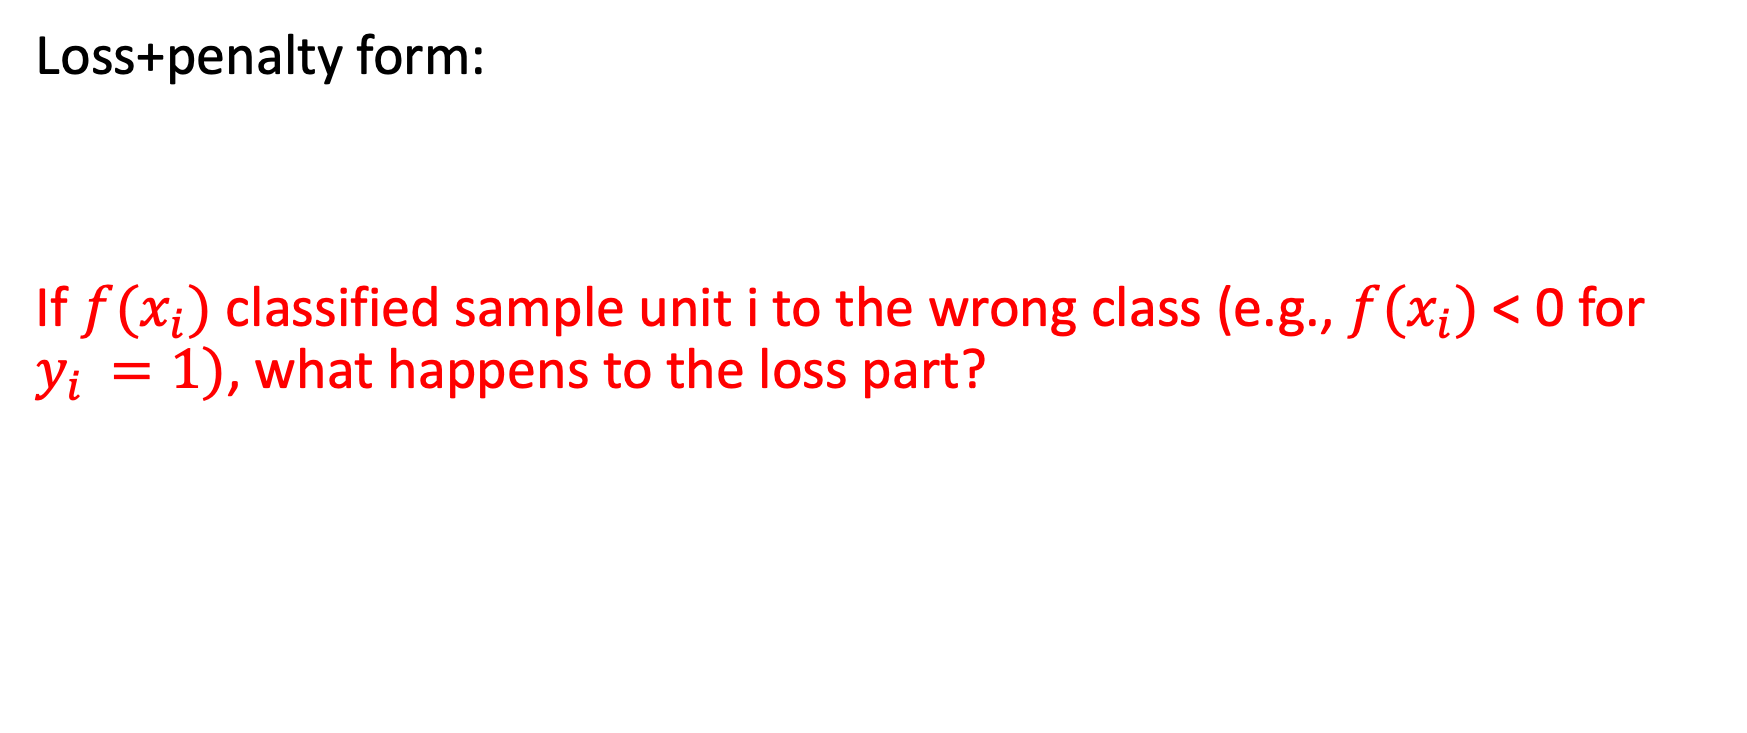 Loss+penalty form:
If 𝑓(𝑥ᵢ) classified sample unit i to the wrong class (e.g., 𝑓(𝑥ᵢ) < 0 for
𝑦ᵢ = 1), what happens to the loss part?